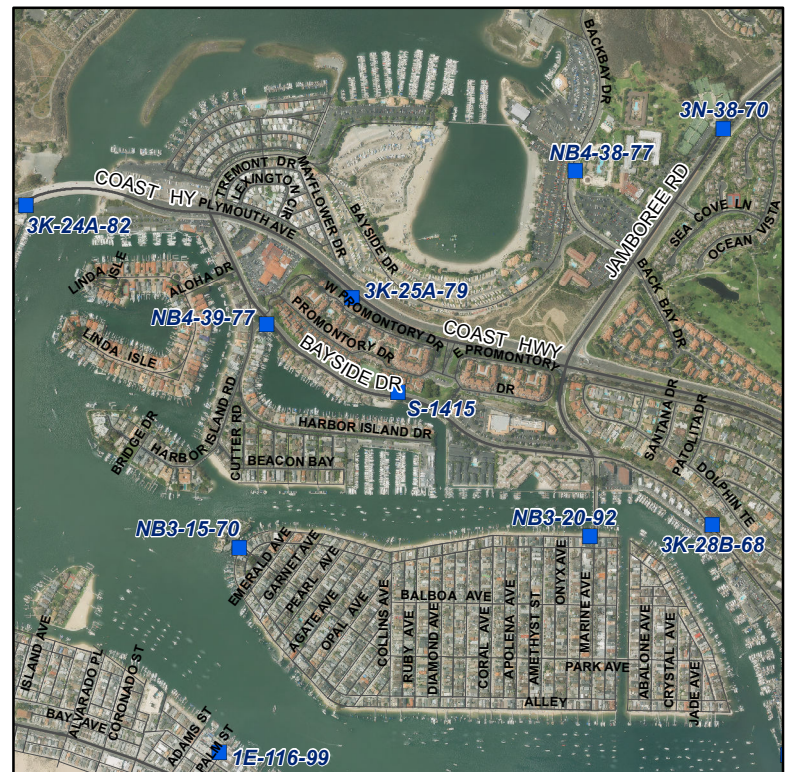 BACKBAY DR
3N-38-70
NB4-38-77
TREMONT DR
LEXINGTON CIR
MAYFLOWER DR
COAST HY
PLYMOUTH AVE
BAYSIDE DR
JAMBOREE RD
SEA COVE LN
OCEAN VISTA
3K-24A-82
LINDA ISLE
ALOHA DR
BACK BAY DR
3K-25A-79
W PROMONTORY DR
NB4-39-77
PROMONTORY DR
COAST HWY
E PROMONTORY
DR
LINDA ISLE
BAYSIDE DR
S-1415
SANTANA DR
PATOLITA DR
DOLPHIN TE
BRIDGE DR
HARBOR ISLAND RD
CUTTER RD
HARBOR ISLAND DR
BEACON BAY
NB3-15-70
NB3-20-92
3K-28B-68
EMERALD AVE
GARNET AVE
PEARL AVE
AGATE AVE
OPAL AVE
COLLINS AVE
BALBOA AVE
RUBY AVE
DIAMOND AVE
CORAL AVE
APOLENA AVE
AMETHYST ST
ONYX AVE
MARINE AVE
PARK AVE
ABALONE AVE
CRYSTAL AVE
JADE AVE
ALLEY
ISLAND AVE
ALVARADO PL
CORONADO ST
BAY AVE
ADAMS ST
PALM ST
1E-116-99